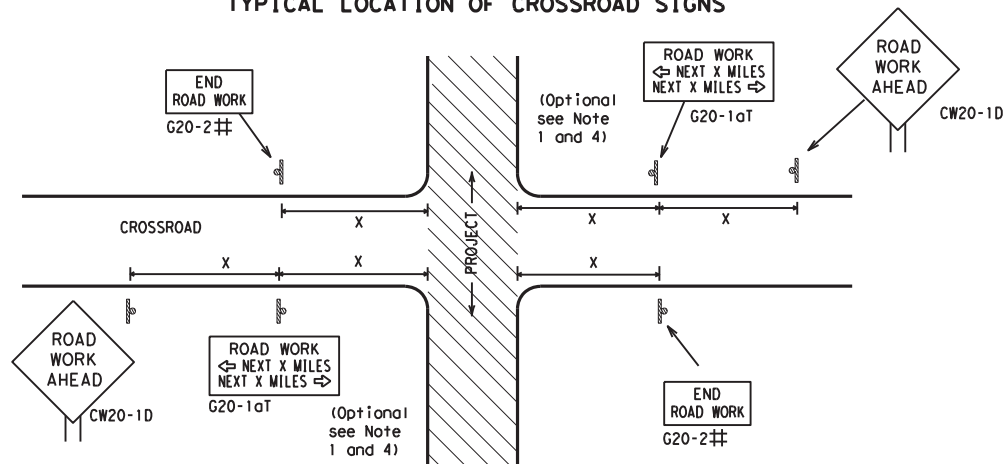 TYPICAL LOCATION OF CROSSROAD SIGNS
END
ROAD WORK
G20-2#
(Optional
see Note
1 and 4)
ROAD WORK
⇦ NEXT X MILES
NEXT X MILES ⇨
G20-1aT
ROAD
WORK
AHEAD
CW20-1D
X
X
X
CROSSROAD
PROJECT
X
X
X
ROAD
WORK
AHEAD
CW20-1D
ROAD WORK
⇦ NEXT X MILES
NEXT X MILES ⇨
G20-1aT
(Optional
see Note
1 and 4)
END
ROAD WORK
G20-2#